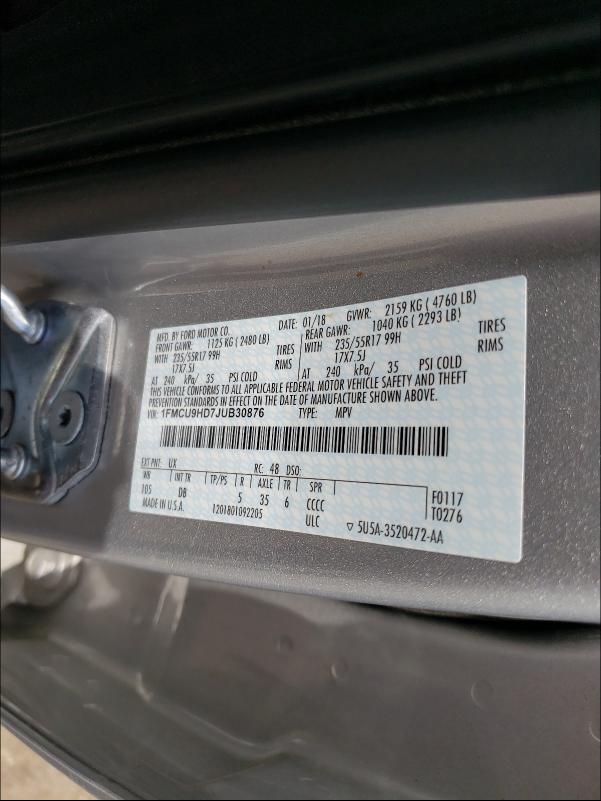 MFD. BY FORD MOTOR CO. DATE: 01/18 GVWR: 2159 KG ( 4760 LB)
FRONT GAWR: 1125 KG ( 2480 LB) REAR GAWR: 1040 KG ( 2293 LB)
WITH 235/55R17 99H TIRES WITH 235/55R17 99H TIRES
17X7.5J RIMS 17X7.5J RIMS
AT 240 kPa/ 35 PSI COLD AT 240 kPa/ 35 PSI COLD
THIS VEHICLE CONFORMS TO ALL APPLICABLE FEDERAL MOTOR VEHICLE SAFETY AND THEFT
PREVENTION STANDARDS IN EFFECT ON THE DATE OF MANUFACTURE SHOWN ABOVE.
VIN: 1FMCU9HD7JUB30876 TYPE: MPV
EXT PNT: UX RC: 48 DSO:
WB INT TR TP/PS R AXLE TR SPR
105 DB 5 35 6 CCCC F0117
MADE IN U.S.A. 1201801092205 ULC T0276
▽ 5U5A-3520472-AA